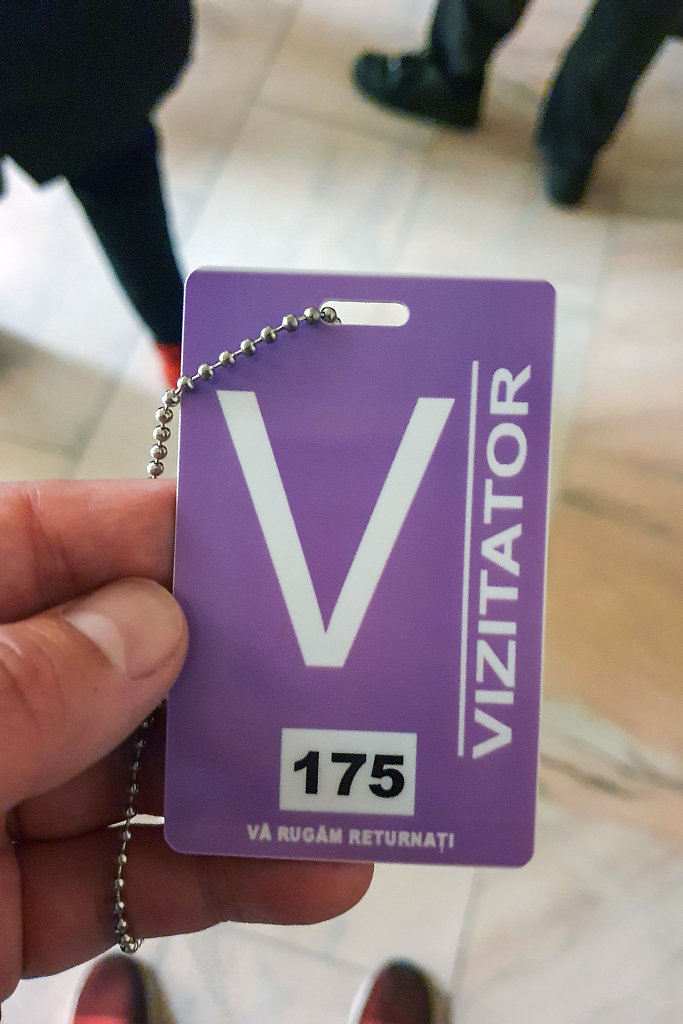 V
VIZITATOR
175
VĂ RUGĂM RETURNAȚI